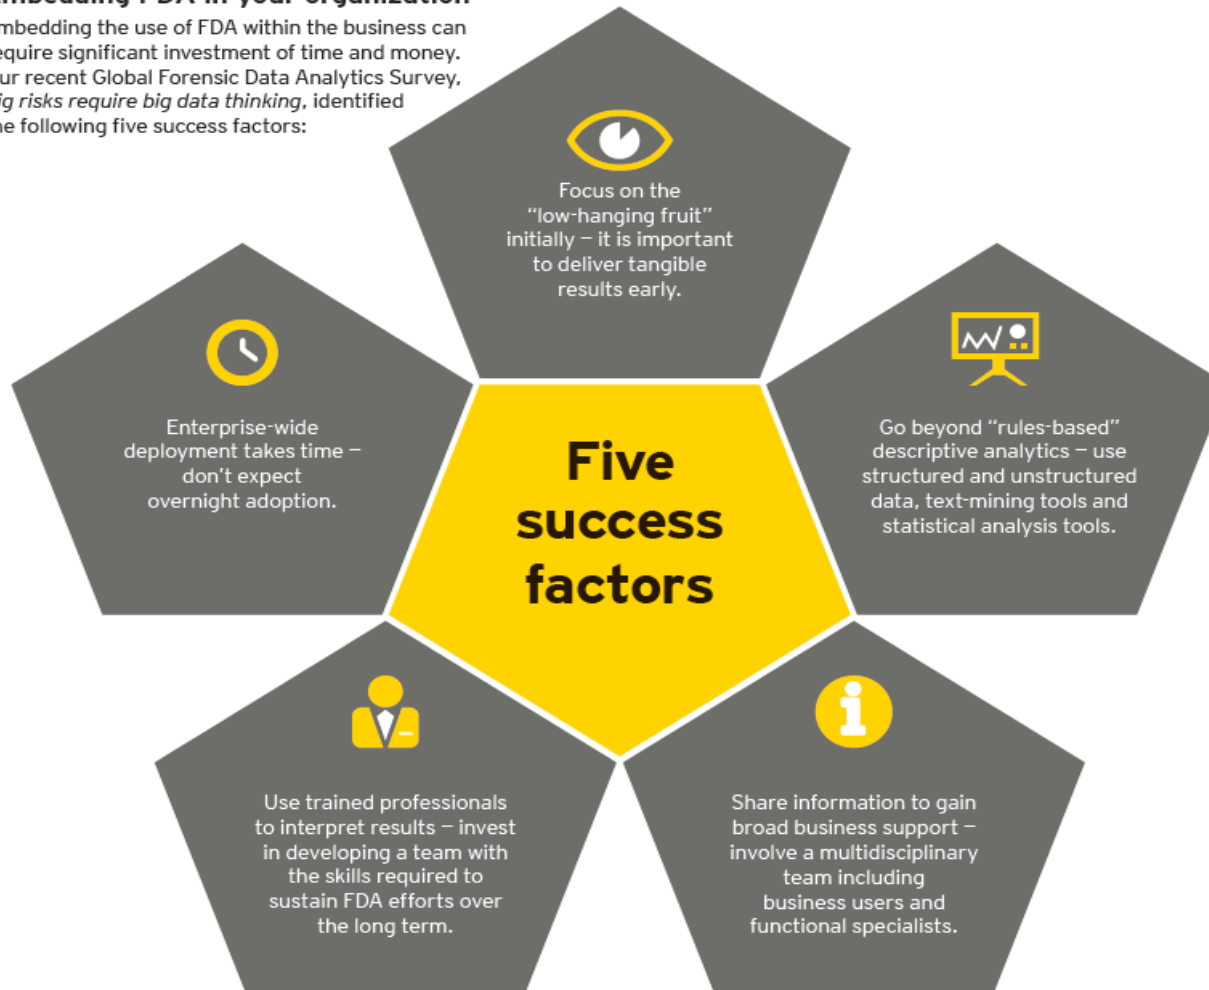 mbedding FDA in your organization
mbedding the use of FDA within the business can
equire significant investment of time and money.
ur recent Global Forensic Data Analytics Survey,
ig risks require big data thinking, identified
he following five success factors:
Focus on the
“low-hanging fruit”
initially – it is important
to deliver tangible
results early.
Go beyond “rules-based”
descriptive analytics – use
structured and unstructured
data, text-mining tools and
statistical analysis tools.
Share information to gain
broad business support –
involve a multidisciplinary
team including
business users and
functional specialists.
Use trained professionals
to interpret results – invest
in developing a team with
the skills required to
sustain FDA efforts over
the long term.
Enterprise-wide
deployment takes time –
don’t expect
overnight adoption.
Five
success
factors